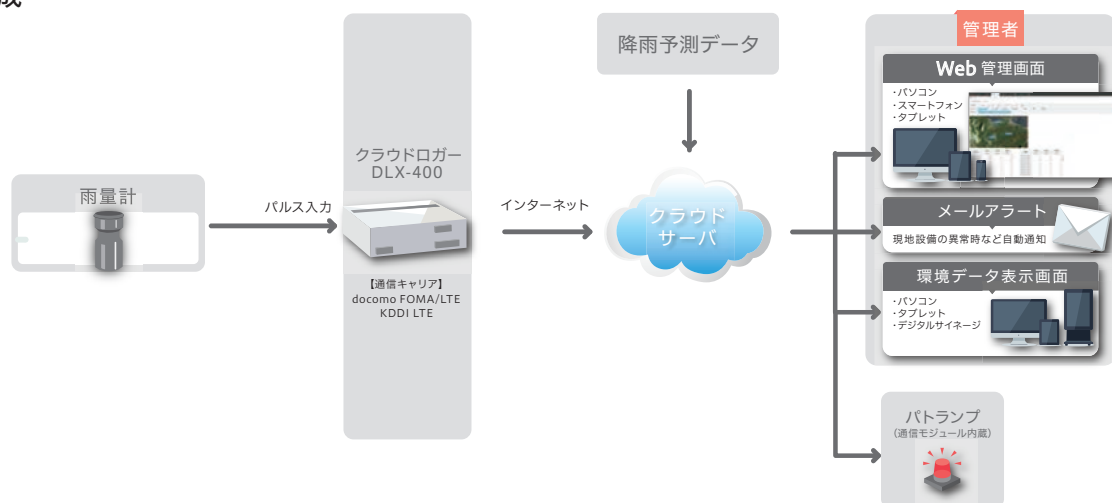 成
雨量計
パルス入力
クラウドロガー
DLX-400
【通信キャリア】
docomo FOMA/LTE
KDDI LTE
インターネット
降雨予測データ
クラウド
サーバ
管理者
Web 管理画面
・パソコン
・スマートフォン
・タブレット
メールアラート
現地設備の異常時など自動通知
環境データ表示画面
・パソコン
・タブレット
・デジタルサイネージ
パトランプ
(通信モジュール内蔵)